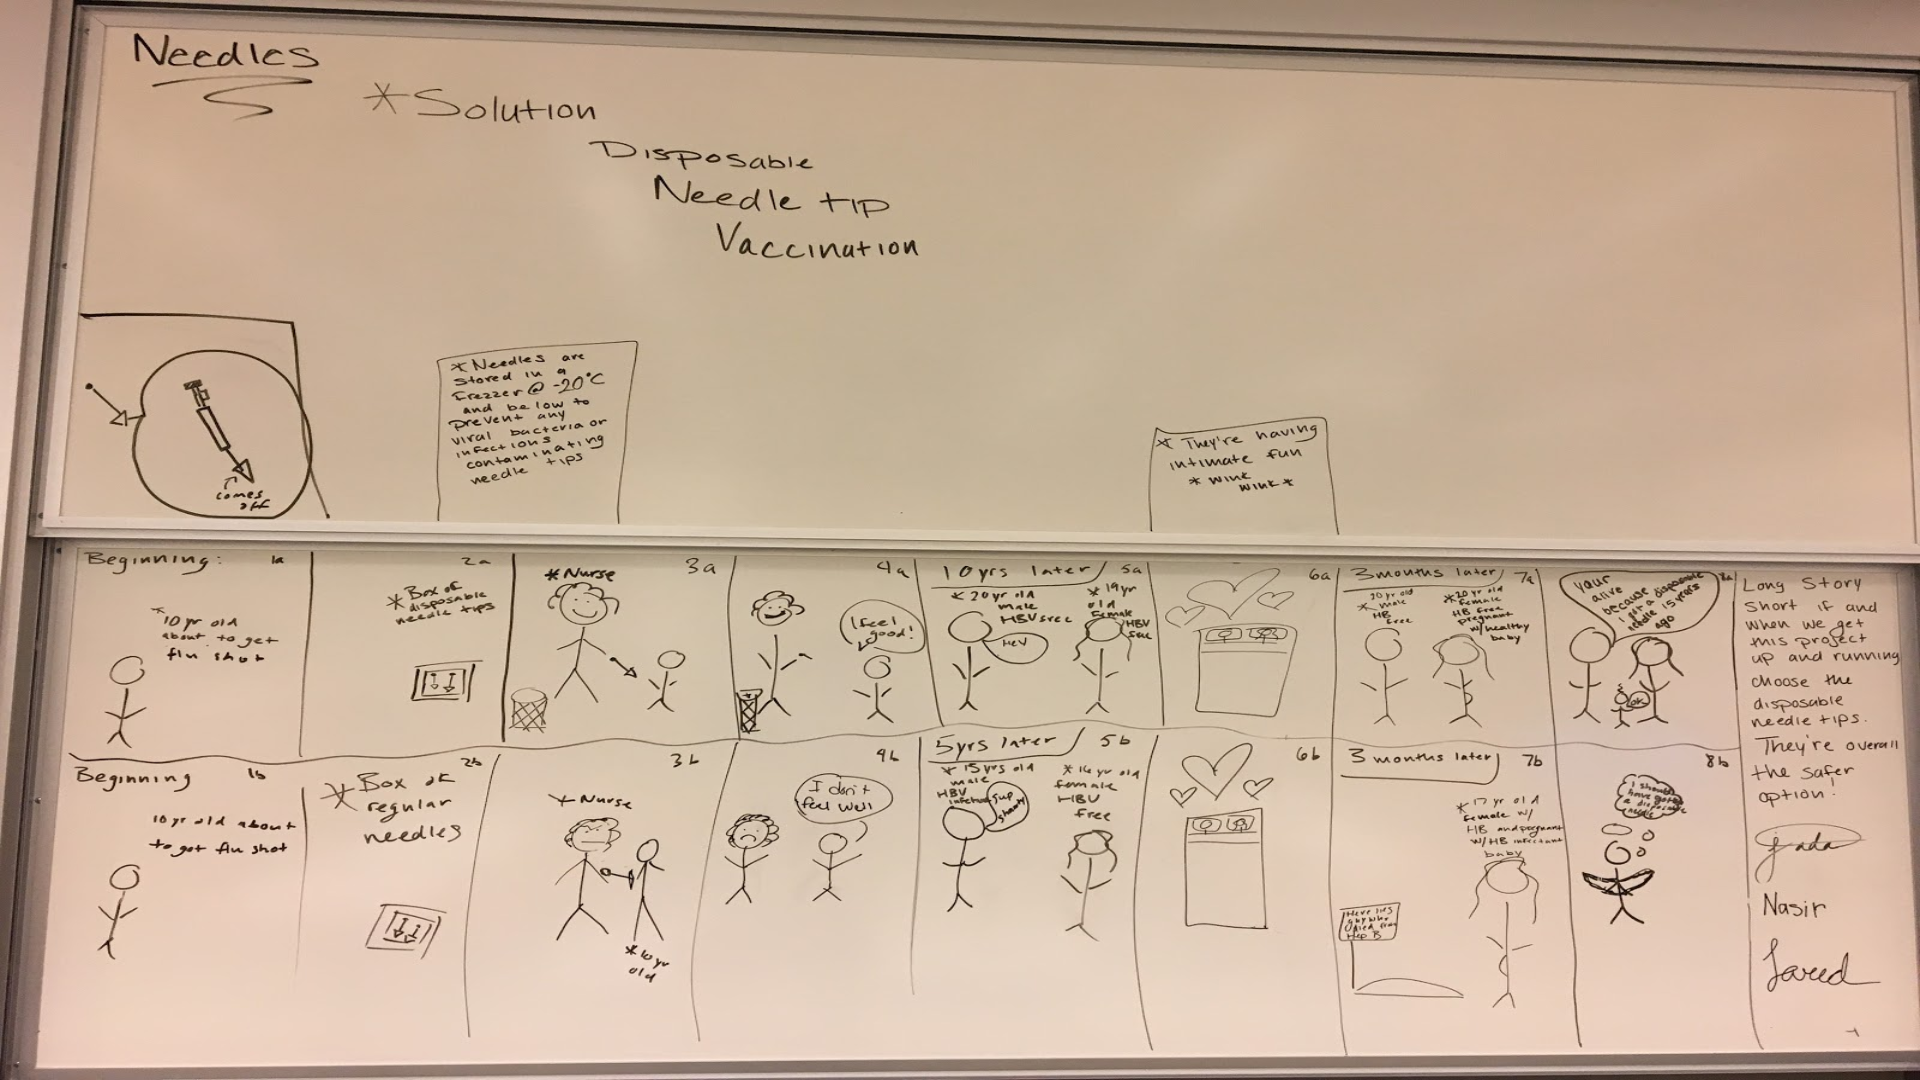 Needles
*Solution
Disposable
Needle tip
Vaccination
comes
off
*Needles are
stored in a
frezzer @ -20°C
and below to
prevent any
viral bacteria or
infections
contaminating
needle tips
* They're having
intimate fun
* wink
wink *
Beginning: 1a
*10 yr old
about to get
flu shot
2a
* Box of
disposable
needle tips
3a
*Nurse
4a
I feel
good!
10 yrs later 5a
* 20 yr old
male
HBV free
Hey
* 19 yr
old
female
HBV
free
6a
3 months later 7a
20 yr old
* male
HB
free
*20 yr old
female
HB free
pregnant
w/ healthy
baby
8a
your
alive
because
I got a disposable
needle 15 years
ago
ok
Long Story
Short if and
when we get
this project
up and running
choose the
disposable
needle tips.
They're overall
the safer
option!
Jada
Nasir
Jared
Beginning 1b
10 yr old about
to get flu shot
2b
* Box of
regular
needles
3b
* Nurse
* 10 yr
old
4b
I don't
feel well
5 yrs later 5b
* 15 yrs old
male
HBV
sup
shawty
* 16 yr old
female
HBV
free
6b
3 months later 7b
* 17 yr old
female w/
HB and pregnant
w/ HB
baby
Here lies
guy who
died from
Hep B
8b
I should
have
a disposable
needle